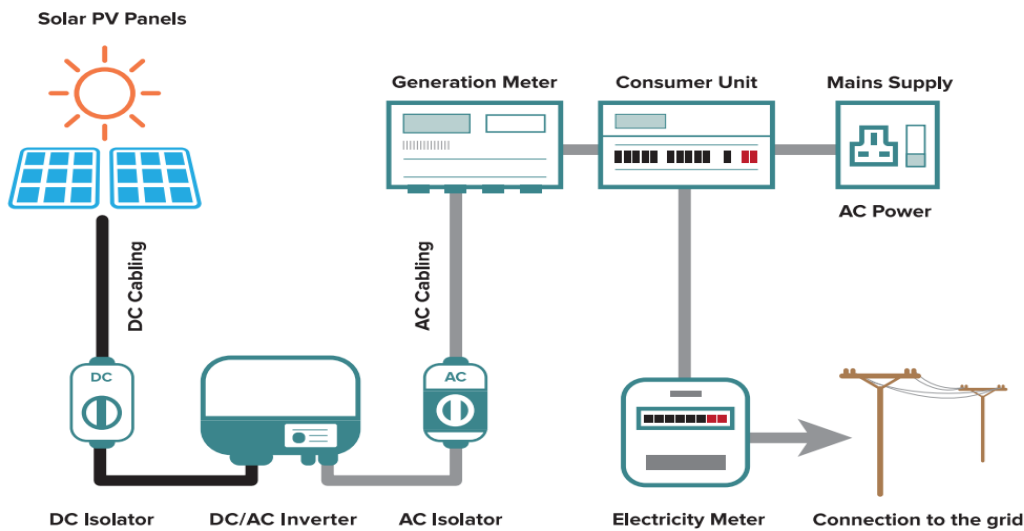 Solar PV Panels
Generation Meter
Consumer Unit
Mains Supply
AC Power
DC Cabling
AC Cabling
DC
AC
DC Isolator
DC/AC Inverter
AC Isolator
Electricity Meter
Connection to the grid